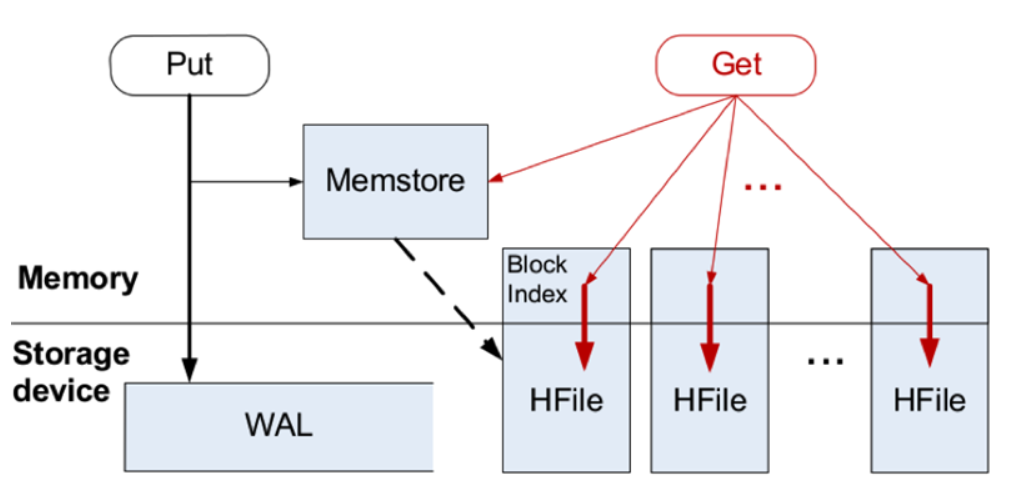 Put
Get
Memstore
...
Block
Index
Memory
Storage
device
...
HFile
HFile
HFile
WAL